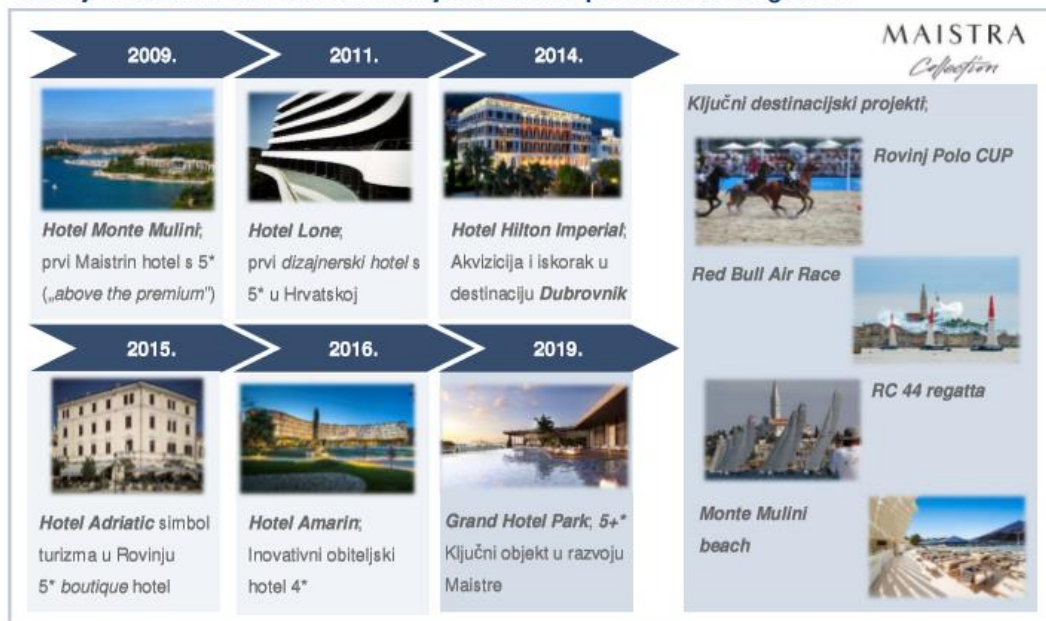 2009.
2011.
2014.
MAISTRA
Collection
Hotel Monte Mulini;
prvi Maistrin hotel s 5*
(„above the premium")
Hotel Lone;
prvi dizajnerski hotel s
5* u Hrvatskoj
Hotel Hilton Imperial;
Akvizicija i iskorak u
destinaciju Dubrovnik
2015.
2016.
2019.
Hotel Adriatic simbol
turizma u Rovinju
5* boutique hotel
Hotel Amarin;
Inovativni obiteljski
hotel 4*
Grand Hotel Park; 5+*
Ključni objekt u razvoju
Maistre
Ključni destinacijski projekti;
Rovinj Polo CUP
Red Bull Air Race
RC 44 regatta
Monte Mulini
beach